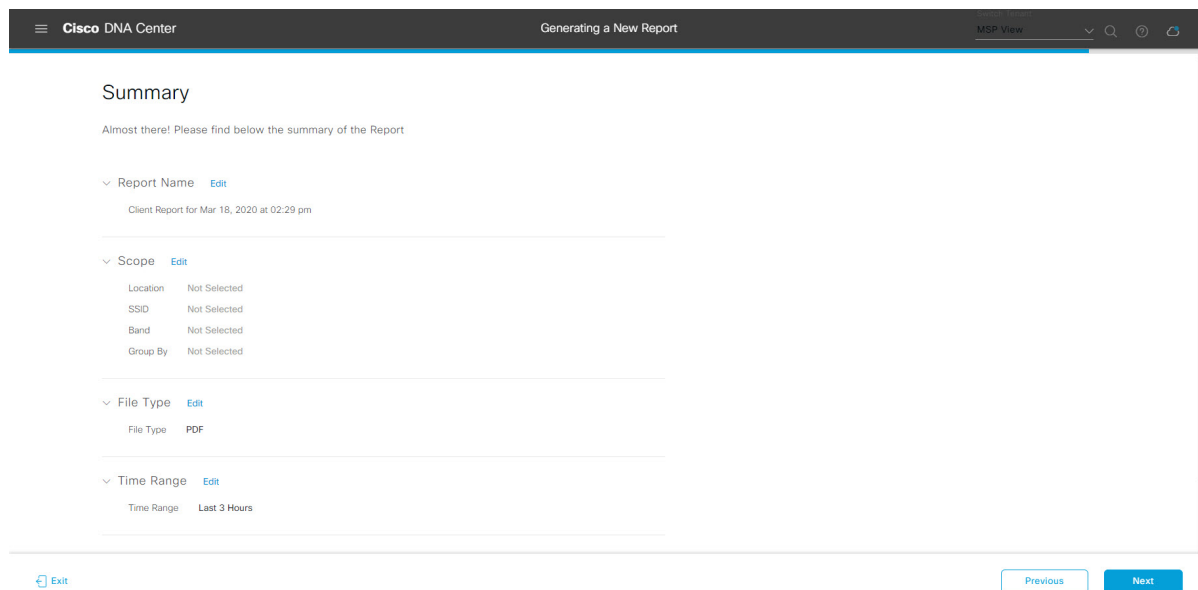 Cisco DNA Center
Generating a New Report
Switch Tenant
MSP View
Summary
Almost there! Please find below the summary of the Report
Report Name Edit
Client Report for Mar 18, 2020 at 02:29 pm
Scope Edit
Location Not Selected
SSID Not Selected
Band Not Selected
Group By Not Selected
File Type Edit
File Type PDF
Time Range Edit
Time Range Last 3 Hours
Exit
Previous
Next